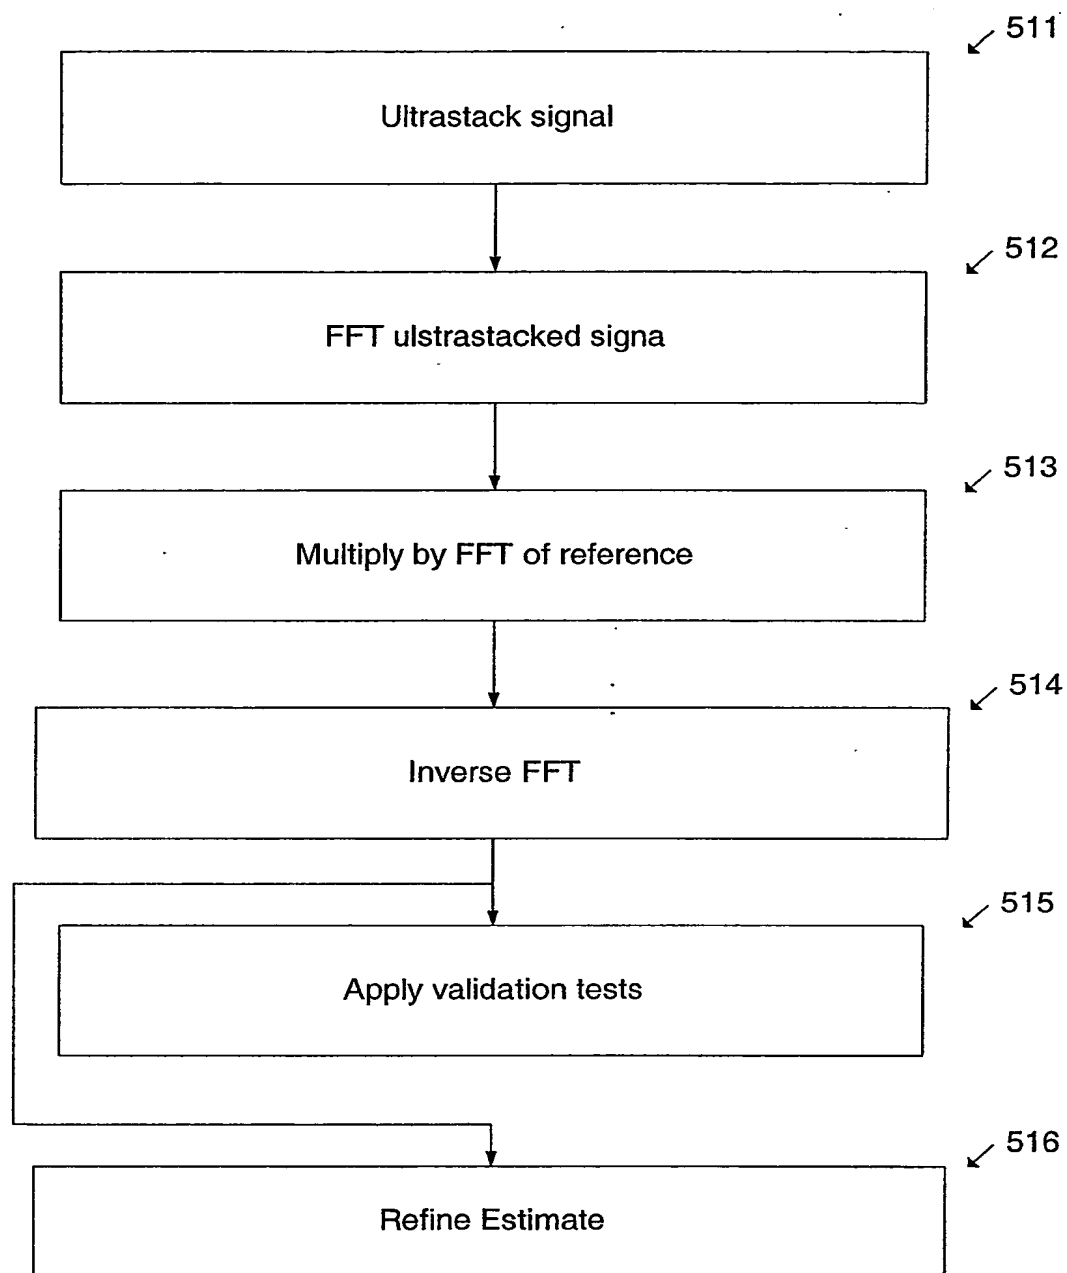 511
Ultrastack signal
512
FFT ulstrastacked signa
513
Multiply by FFT of reference
514
Inverse FFT
515
Apply validation tests
516
Refine Estimate